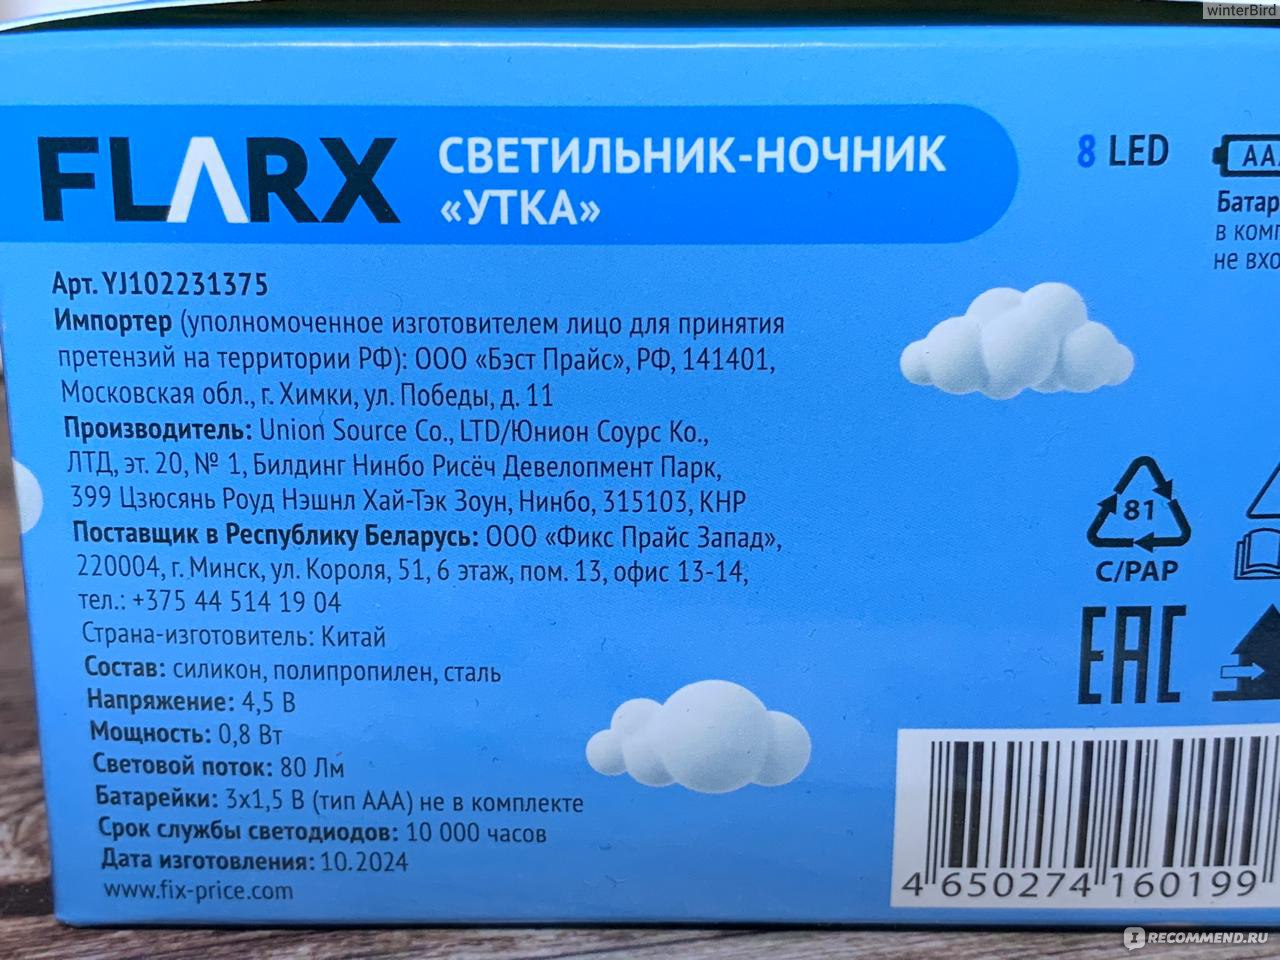 winterBird
FLARX
СВЕТИЛЬНИК-НОЧНИК
«УТКА»
8 LED
Арт. YJ102231375
Импортер (уполномоченное изготовителем лицо для принятия
претензий на территории РФ): ООО «Бэст Прайс», РФ, 141401,
Московская обл., г. Химки, ул. Победы, д. 11
Производитель: Union Source Co., LTD/Юнион Соурс Ко.,
ЛТД, эт. 20, № 1, Билдинг Нинбо Рисёч Девелопмент Парк,
399 Цзюсянь Роуд Нэшнл Хай-Тэк Зоун, Нинбо, 315103, КНР
Поставщик в Республику Беларусь: ООО «Фикс Прайс Запад»,
220004, г. Минск, ул. Короля, 51, 6 этаж, пом. 13, офис 13-14,
тел.: +375 44 514 19 04
Страна-изготовитель: Китай
Состав: силикон, полипропилен, сталь
Напряжение: 4,5 В
Мощность: 0,8 Вт
Световой поток: 80 Лм
Батарейки: 3x1,5 В (тип ААА) не в комплекте
Срок службы светодиодов: 10 000 часов
Дата изготовления: 10.2024
www.fix-price.com
в
не
81
C/PAP
EAC
4 650274 160199
IRECOMMEND.RU